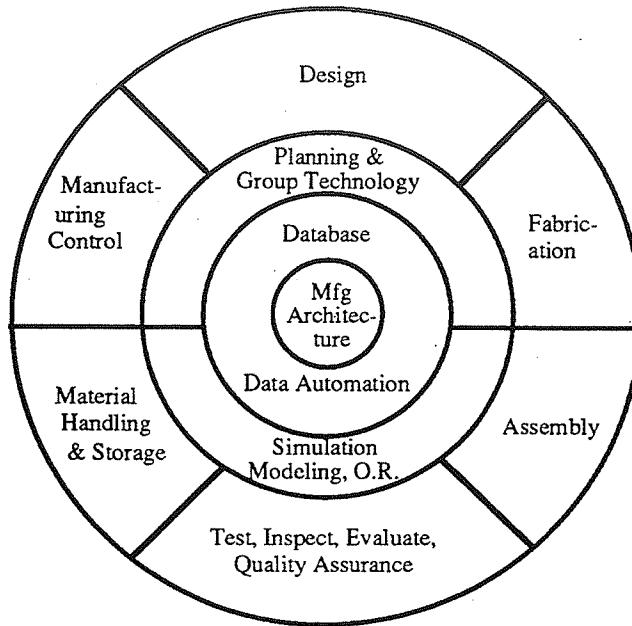 Design
Planning &
Group Technology
Manufact-
uring
Control
Fabric-
ation
Database
Mfg
Architec-
ture
Data Automation
Material
Handling
& Storage
Assembly
Simulation
Modeling, O.R.
Test, Inspect, Evaluate,
Quality Assurance